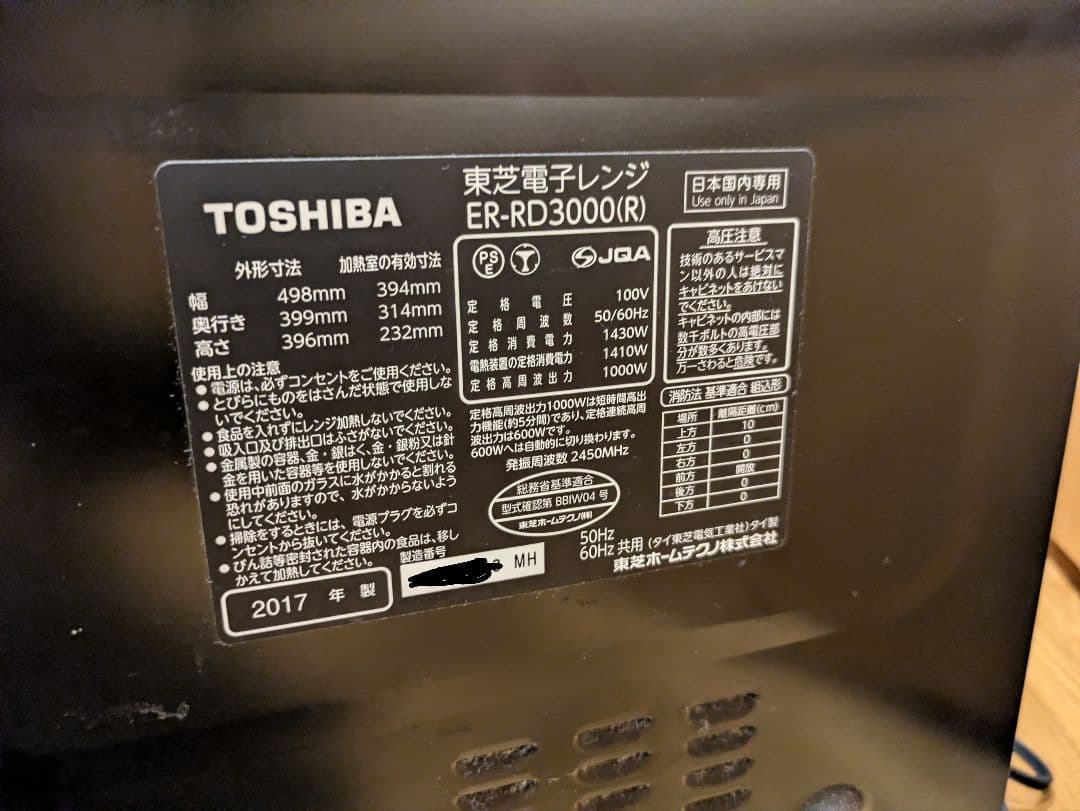 TOSHIBA
東芝電子レンジ
ER-RD3000(R)
日本国内専用
Use only in Japan
外形寸法 加熱室の有効寸法
幅 498mm 394mm
奥行き 399mm 314mm
高さ 396mm 232mm
使用上の注意
●電源は、必ずコンセントをご使用ください。
●とびらにものをはさんだ状態で使用しな
いでください。
●食品を入れずにレンジ加熱しないでください。
●吸入口及び排出口はふさがないでください。
●金属製の容器、金・銀はく、金・銀粉又は針
金を用いた容器等を使用しないでください。
●使用中前面のガラスに水がかかると割れる
恐れがありますので、水がかからないよう
にしてください。
●掃除をするときには、電源プラグを必ずコ
ンセントから抜いてください。
●びん詰等密封された容器内の食品は、移し
かえて加熱してください。
2017 年 製
PS
E
JQA
定格電圧 100V
定格周波数 50/60Hz
定格消費電力 1430W
電熱装置の定格消費電力 1410W
定格高周波出力 1000W
定格高周波出力1000Wは短時間高出
力機能(約5分間)であり、定格連続高周
波出力は600Wです。
600Wへは自動的に切り換わります。
発振周波数 2450MHz
総務省基準適合
型式確認第 BBIW04 号
東芝ホームテクノ(株)
製造番号
MH
高圧注意
技術のあるサービスマ
ン以外の人は絶対に
キャビネットをあけない
でください。
キャビネットの内部には
数千ボルトの高電圧部
分が数多くあります。
万一さわると危険です。
消防法 基準適合 組込形
場所 離隔距離(cm)
上方 10
左方 0
右方 0
前方 開放
後方 0
下方 0
50Hz
60Hz 共用 (タイ東芝電気工業社)タイ製
東芝ホームテクノ株式会社